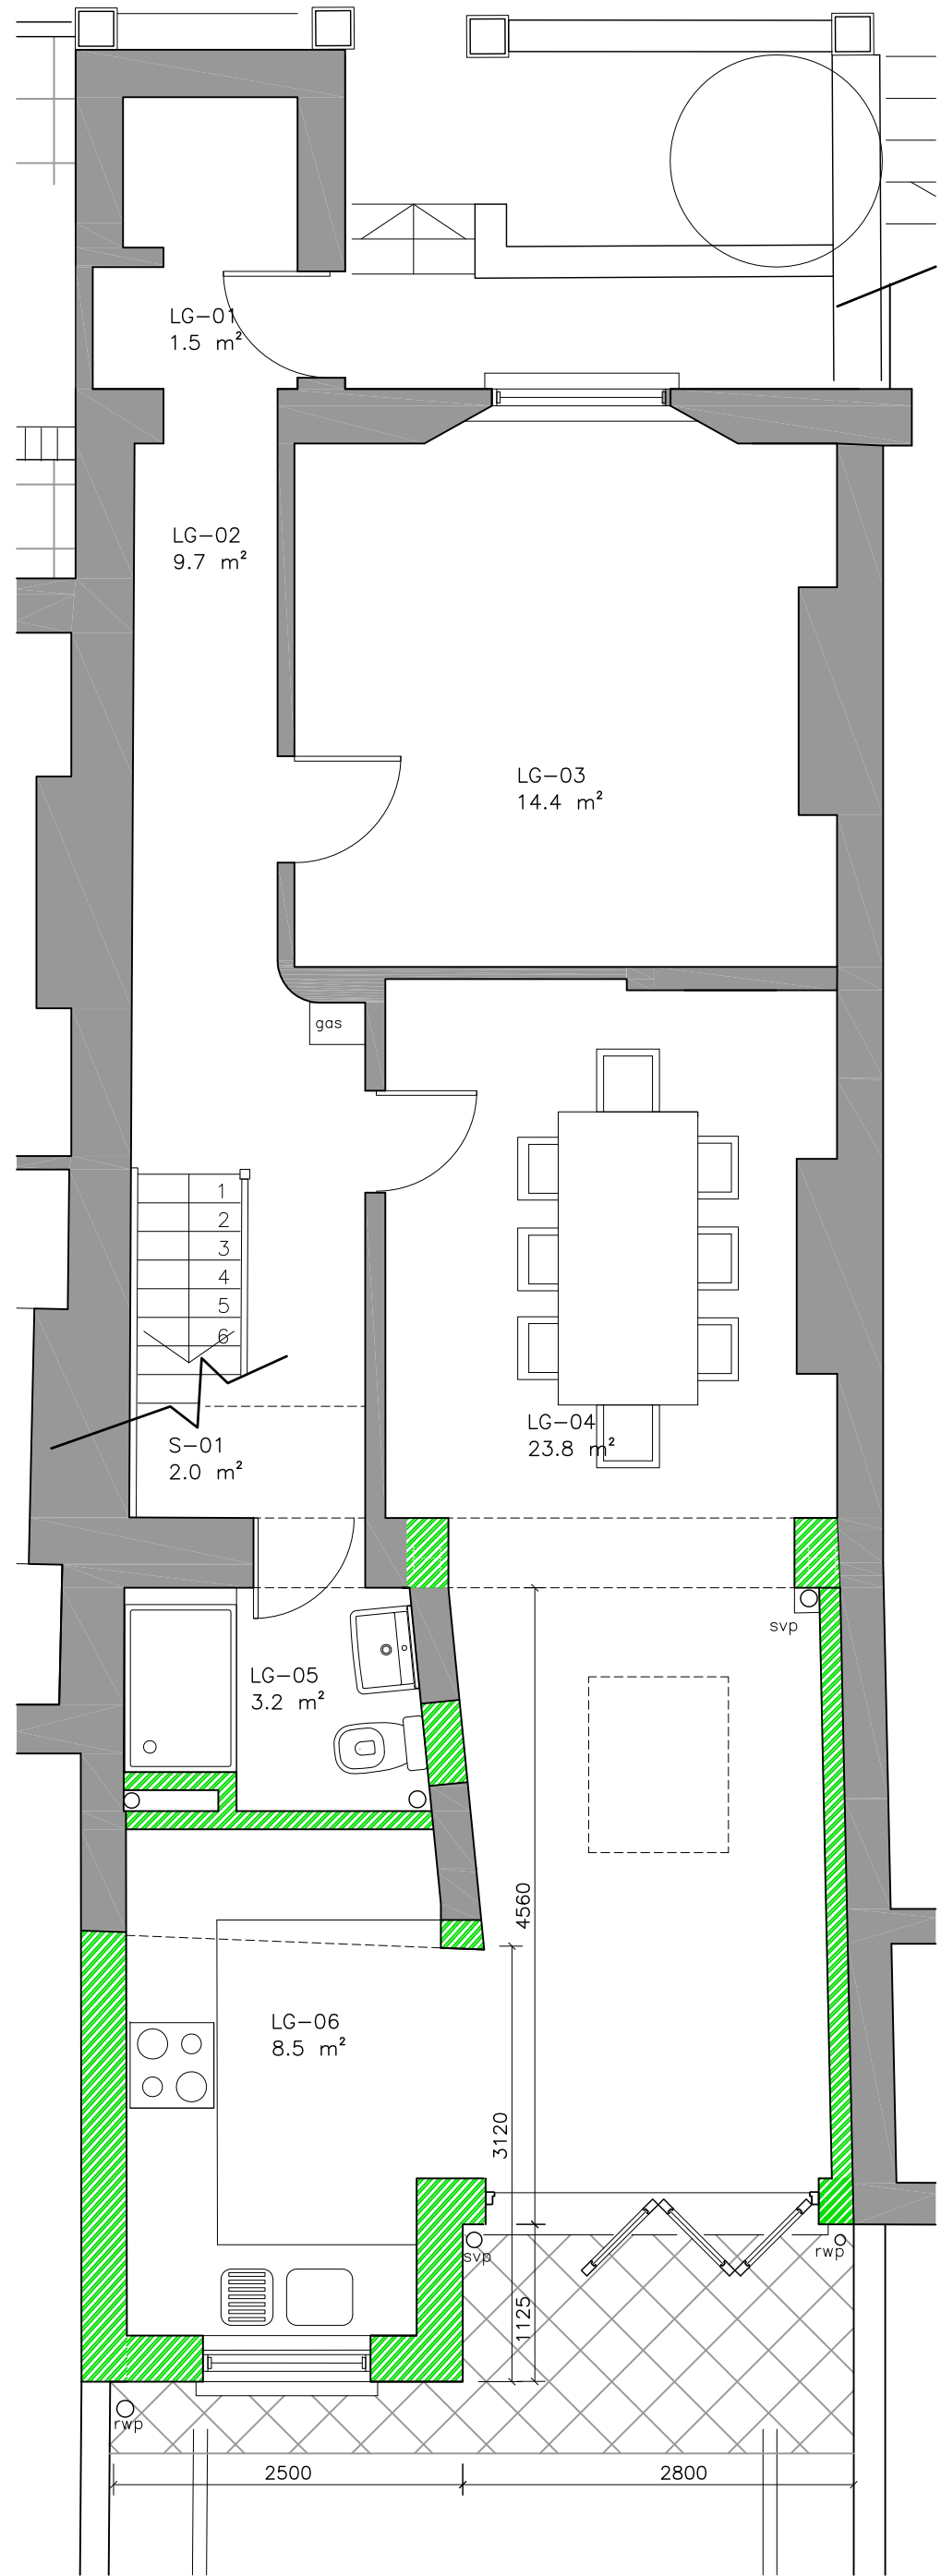 LG-01
1.5 m²
LG-02
9.7 m²
LG-03
14.4 m²
gas
1
2
3
4
5
6
LG-04
23.8 m²
S-01
2.0 m²
svp
LG-05
3.2 m²
4560
LG-06
8.5 m²
3120
svp
rwp
1125
rwp
2500
2800